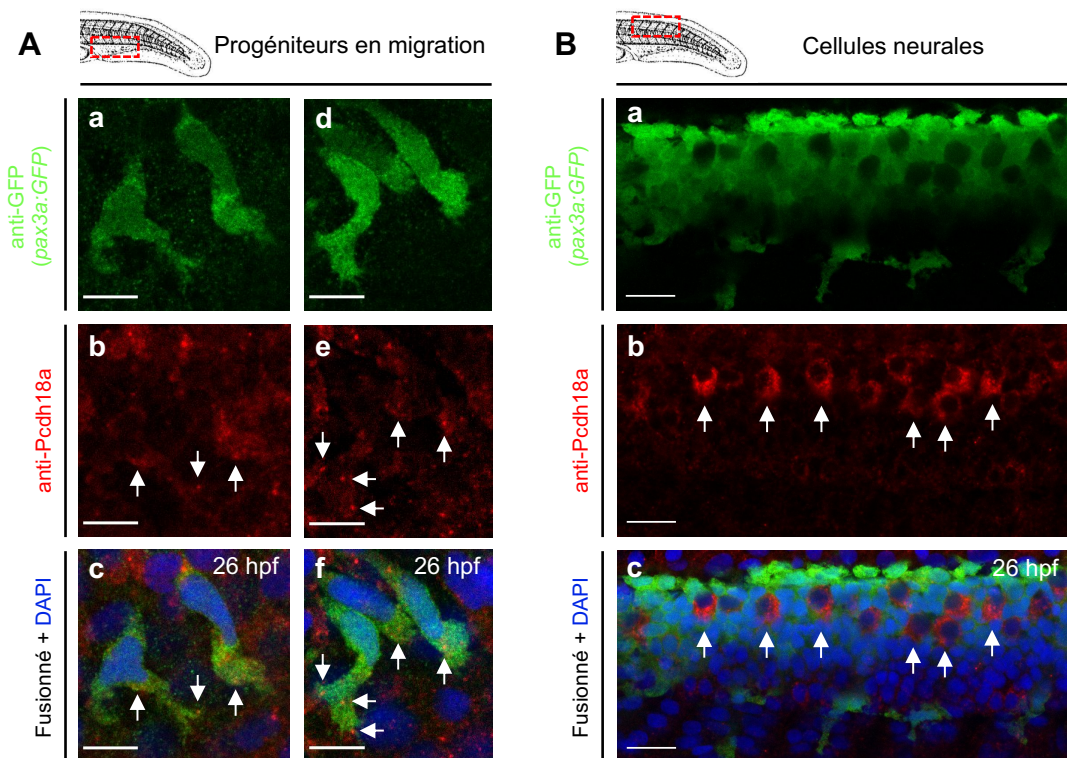 A
Progéniteurs en migration
B
Cellules neurales
anti-GFP
(pax3a:GFP)
a
d
anti-GFP
(pax3a:GFP)
a
anti-Pcdh18a
b
e
anti-Pcdh18a
b
Fusionné + DAPI
c
26 hpf
f
26 hpf
Fusionné + DAPI
c
26 hpf